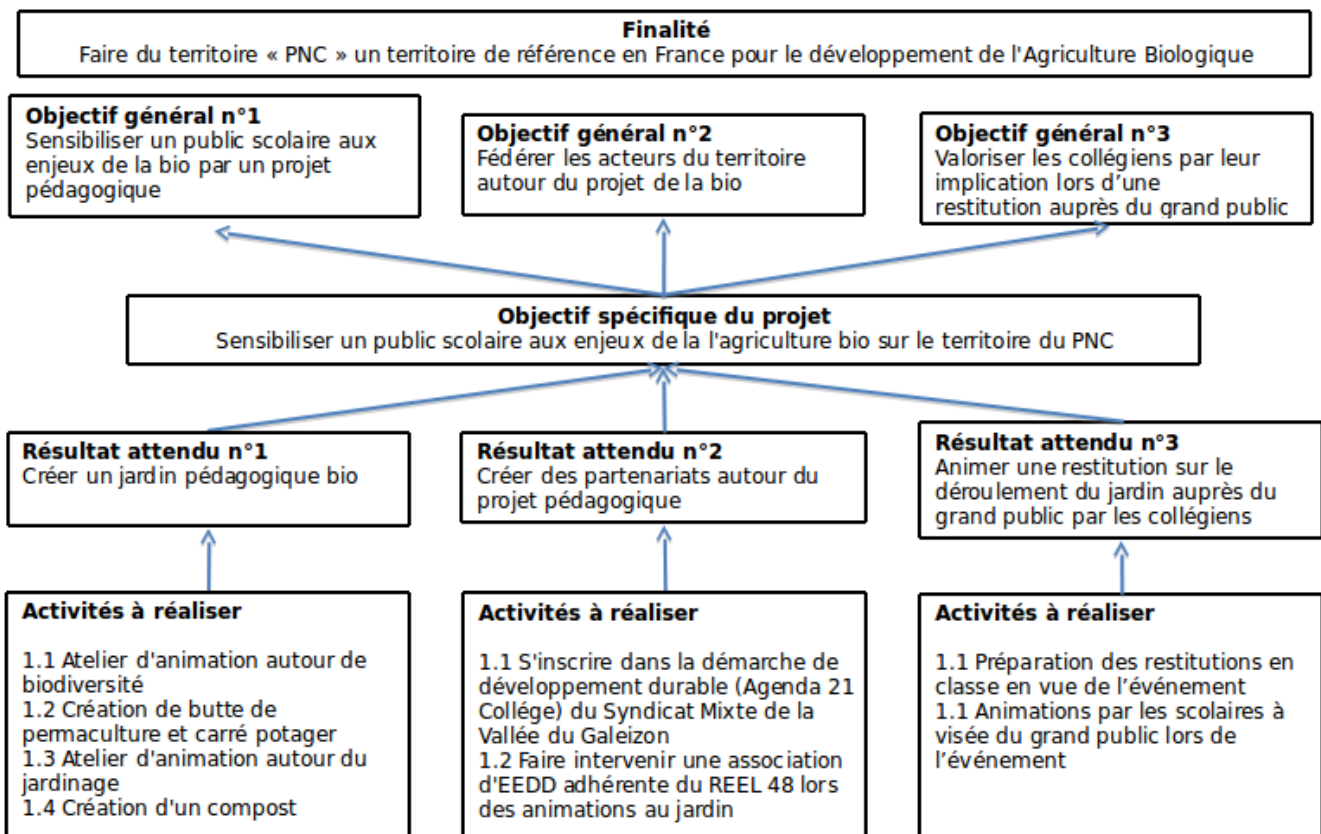 Finalité
Faire du territoire « PNC » un territoire de référence en France pour le développement de l'Agriculture Biologique
Objectif général n°1
Sensibiliser un public scolaire aux
enjeux de la bio par un projet
pédagogique
Objectif général n°2
Fédérer les acteurs du territoire
autour du projet de la bio
Objectif général n°3
Valoriser les collégiens par leur
implication lors d’une
restitution auprès du grand public
Objectif spécifique du projet
Sensibiliser un public scolaire aux enjeux de la l'agriculture bio sur le territoire du PNC
Résultat attendu n°1
Créer un jardin pédagogique bio
Résultat attendu n°2
Créer des partenariats autour du
projet pédagogique
Résultat attendu n°3
Animer une restitution sur le
déroulement du jardin auprès du
grand public par les collégiens
Activités à réaliser
1.1 Atelier d'animation autour de
biodiversité
1.2 Création de butte de
permaculture et carré potager
1.3 Atelier d'animation autour du
jardinage
1.4 Création d'un compost
Activités à réaliser
1.1 S'inscrire dans la démarche de
développement durable (Agenda 21
Collége) du Syndicat Mixte de la
Vallée du Galeizon
1.2 Faire intervenir une association
d'EEDD adhérente du REEL 48 lors
des animations au jardin
Activités à réaliser
1.1 Préparation des restitutions en
classe en vue de l’événement
1.1 Animations par les scolaires à
visée du grand public lors de
l’événement